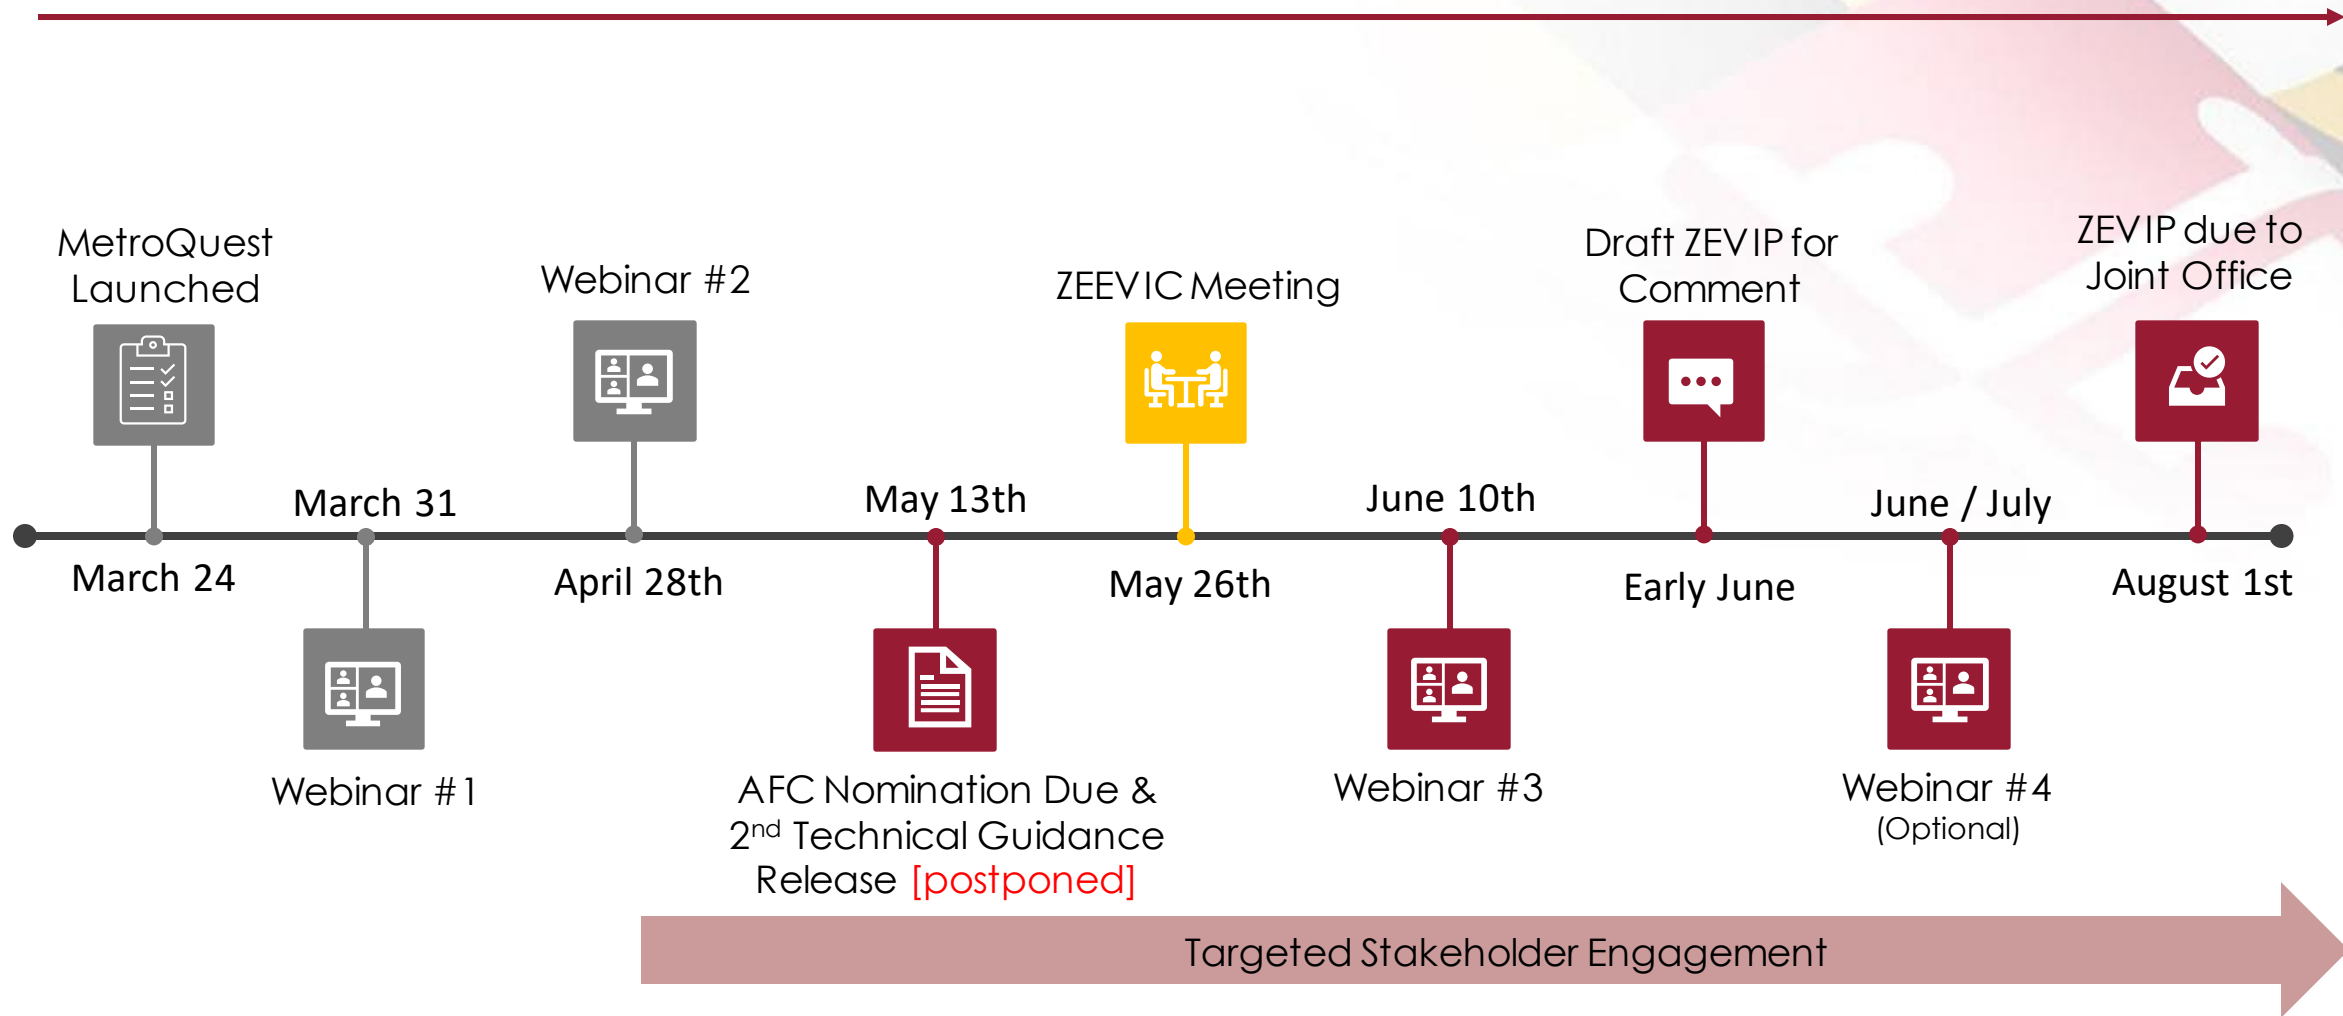 MetroQuest
Launched
March 24
March 31
Webinar #1
Webinar #2
April 28th
May 13th
AFC Nomination Due &
2nd Technical Guidance
Release [postponed]
ZEEVIC Meeting
May 26th
June 10th
Webinar #3
Draft ZEVIP for
Comment
Early June
June / July
Webinar #4
(Optional)
ZEVIP due to
Joint Office
August 1st
Targeted Stakeholder Engagement